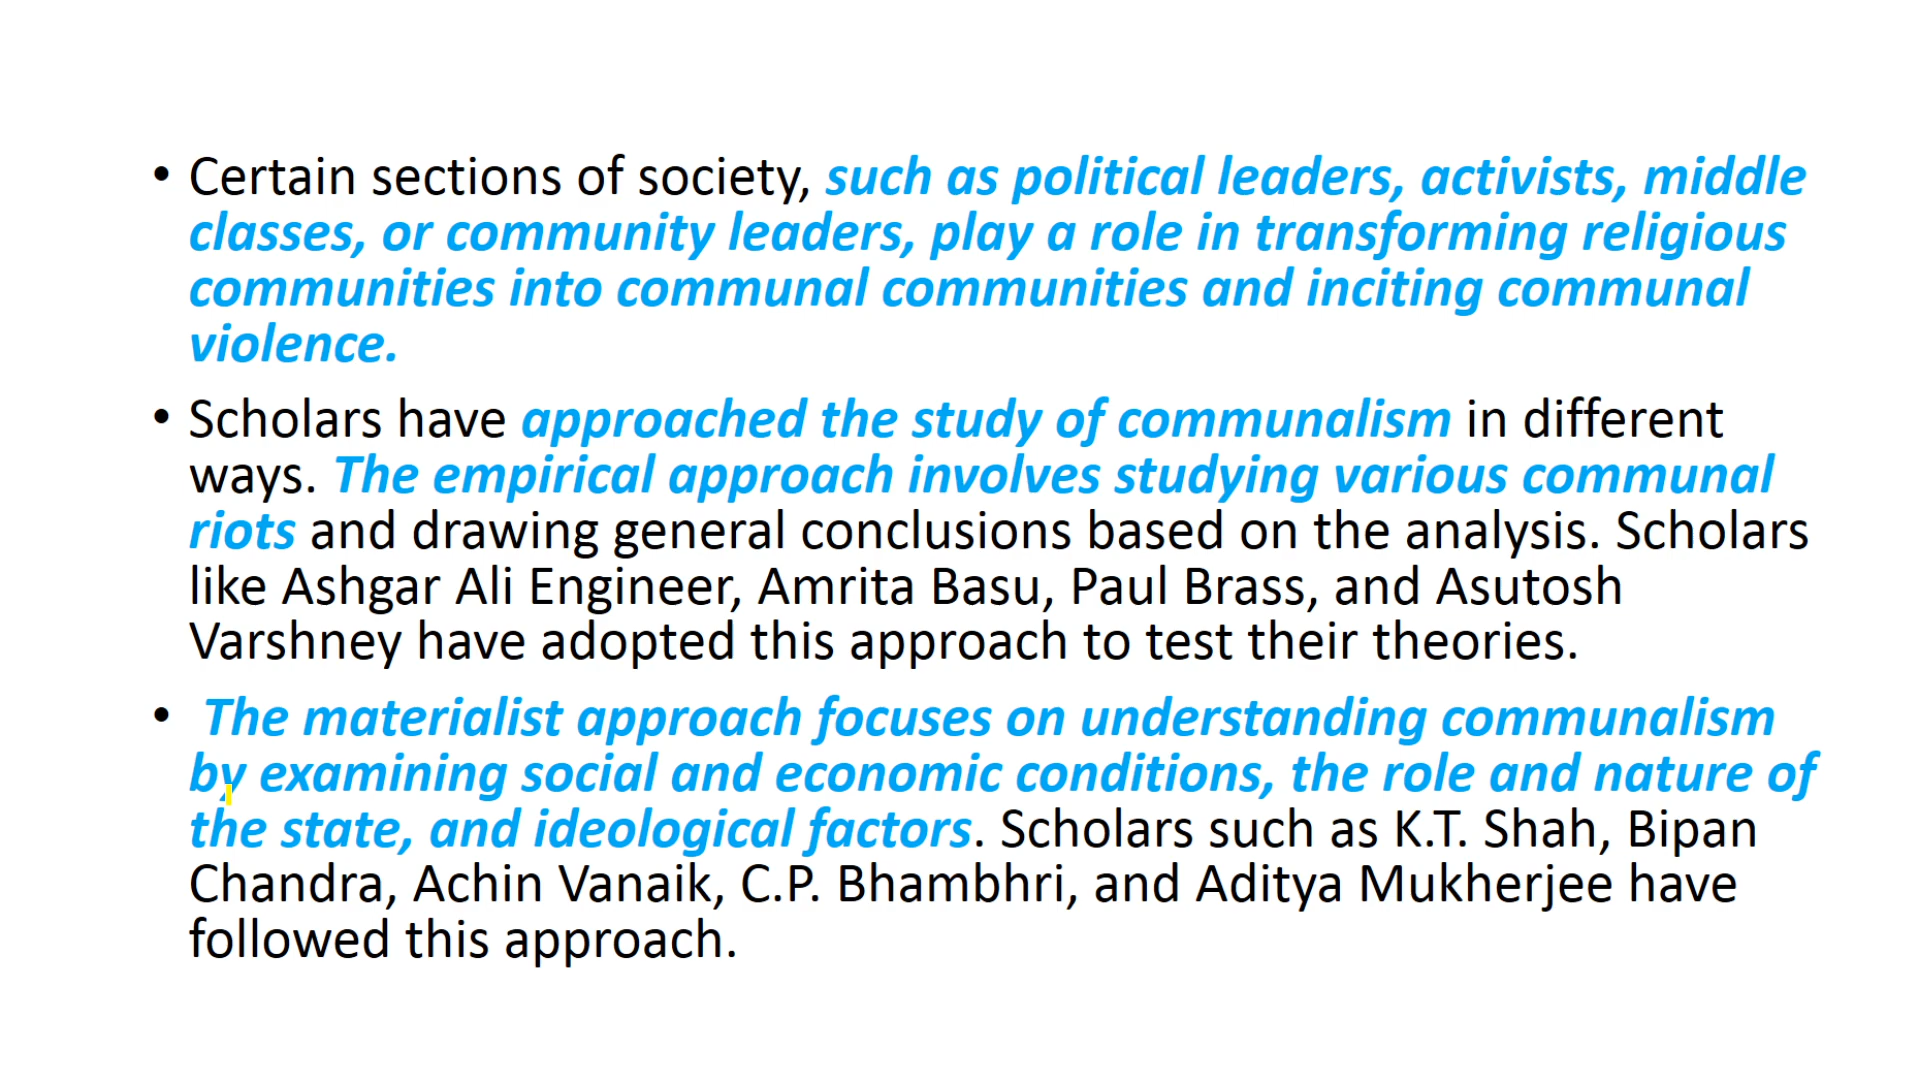 • Certain sections of society, such as political leaders, activists, middle
classes, or community leaders, play a role in transforming religious
communities into communal communities and inciting communal
violence.
• Scholars have approached the study of communalism in different
ways. The empirical approach involves studying various communal
riots and drawing general conclusions based on the analysis. Scholars
like Ashgar Ali Engineer, Amrita Basu, Paul Brass, and Asutosh
Varshney have adopted this approach to test their theories.
• The materialist approach focuses on understanding communalism
by examining social and economic conditions, the role and nature of
the state, and ideological factors. Scholars such as K.T. Shah, Bipan
Chandra, Achin Vanaik, C.P. Bhambhri, and Aditya Mukherjee have
followed this approach.